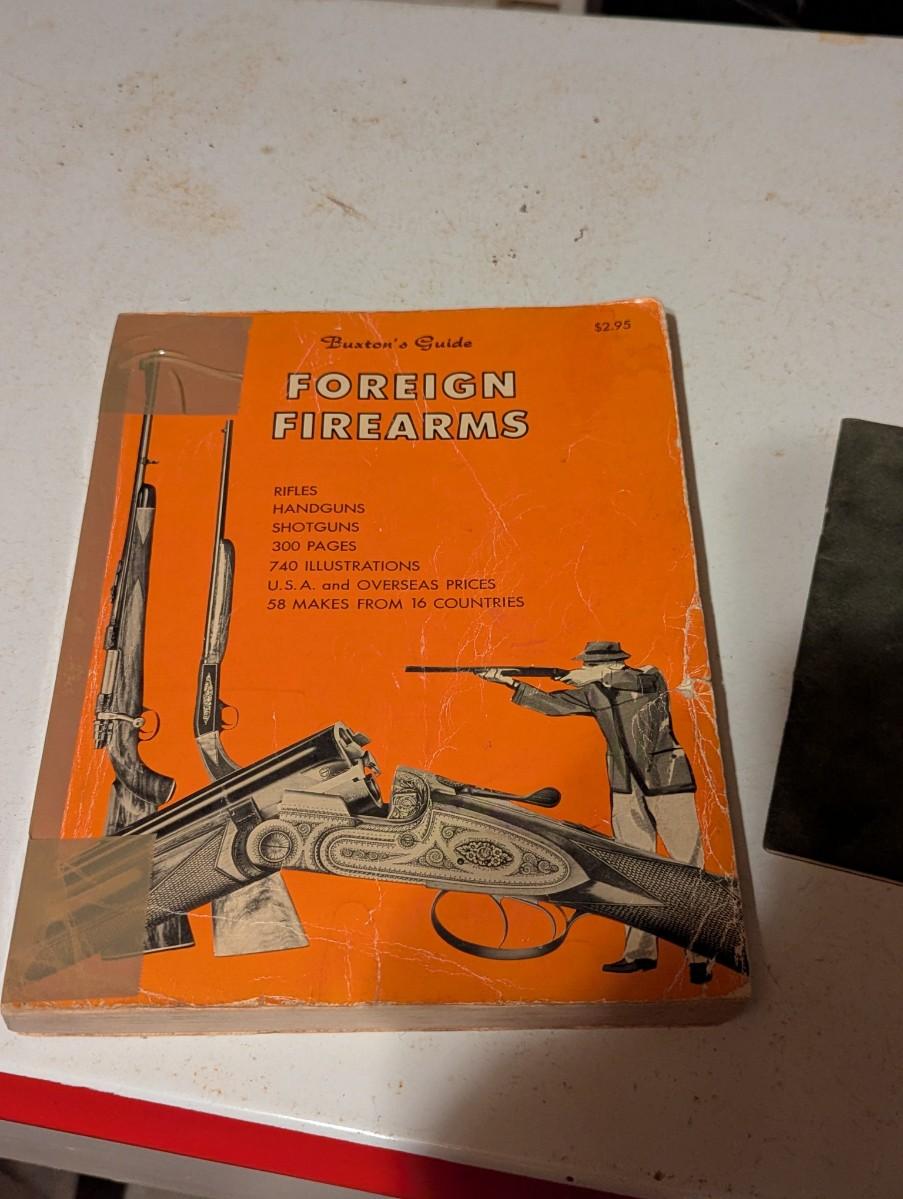 Buxton's Guide
$2.95
FOREIGN
FIREARMS
RIFLES
HANDGUNS
SHOTGUNS
300 PAGES
740 ILLUSTRATIONS
U.S.A. and OVERSEAS PRICES
58 MAKES FROM 16 COUNTRIES